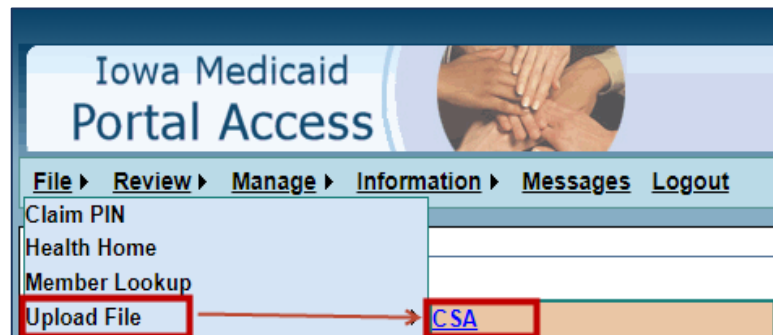 Iowa Medicaid
Portal Access
File Review Manage Information Messages Logout
Claim PIN
Health Home
Member Lookup
Upload File CSA